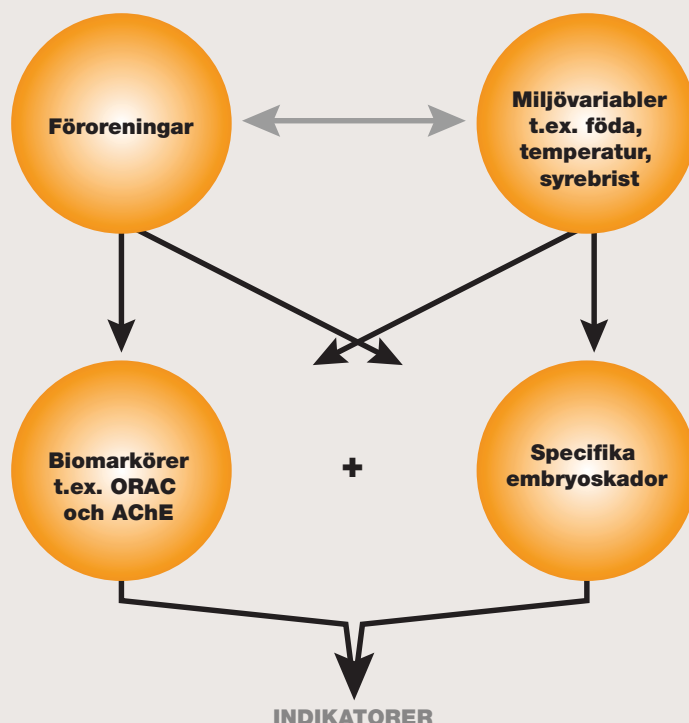 Föroreningar
Miljövariabler
t.ex. föda,
temperatur,
syrebrist
Biomarkörer
t.ex. ORAC
och AChE
+
Specifika
embryoskador
INDIKATORER